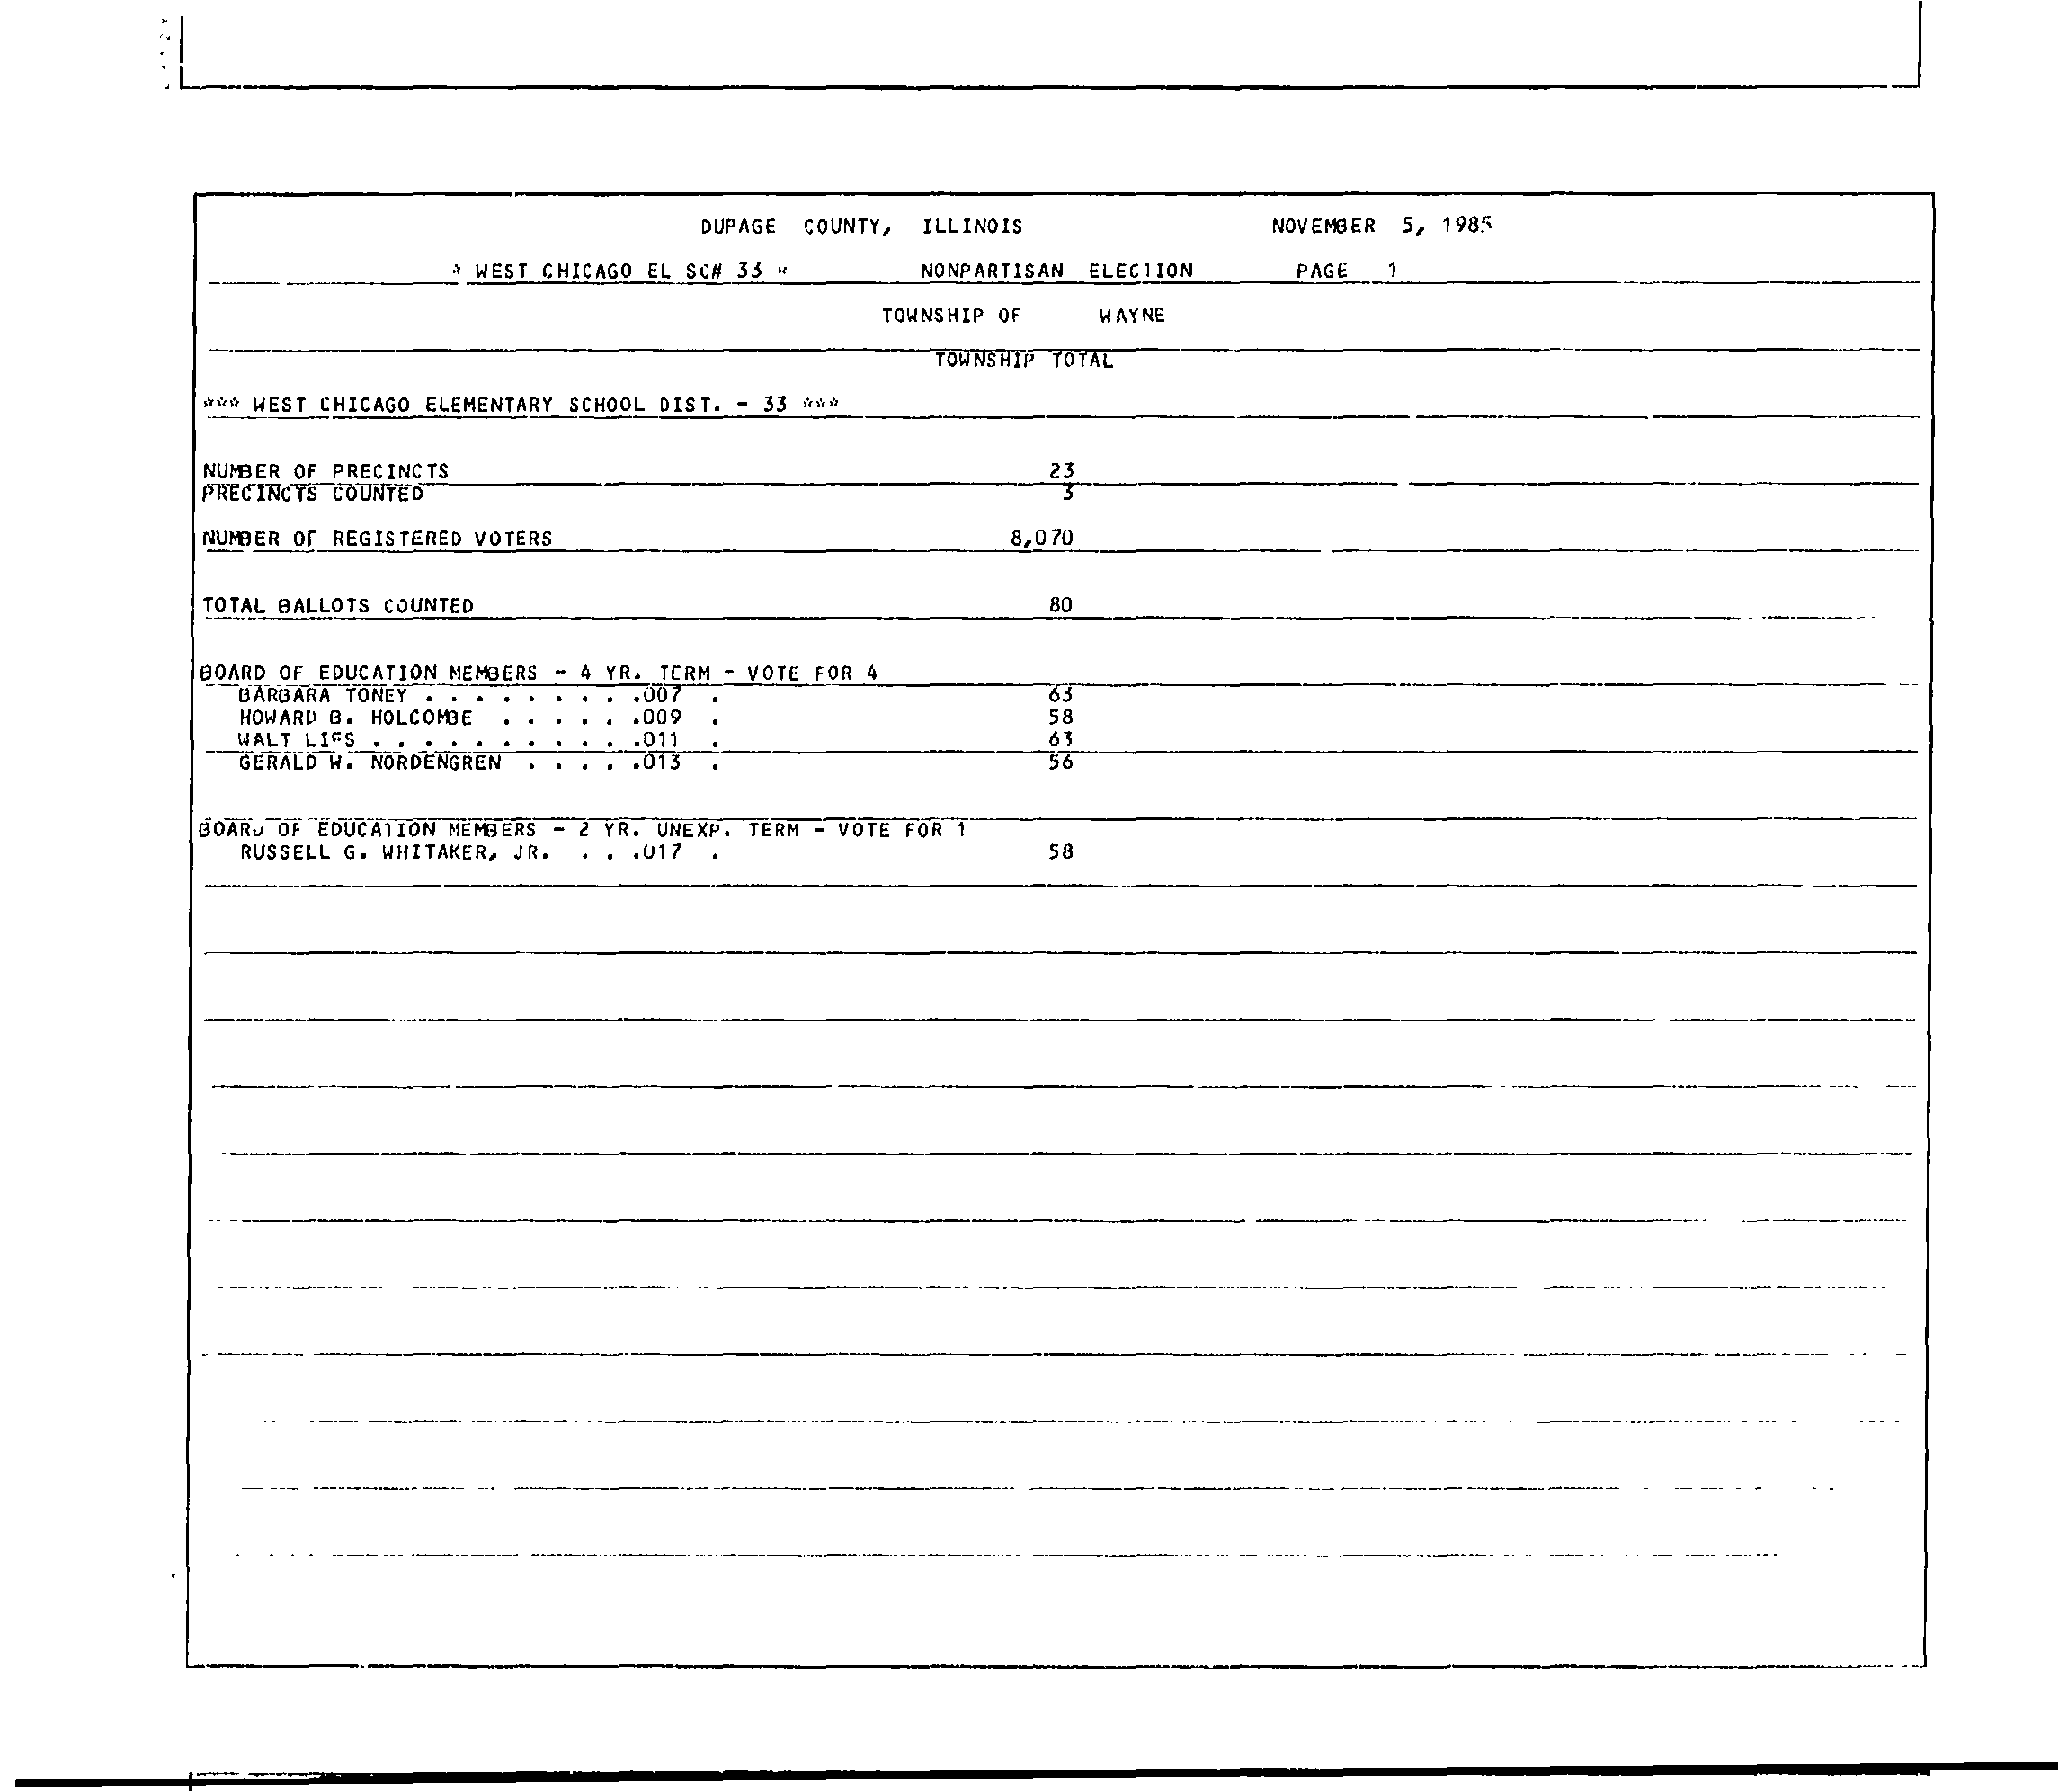 DUPAGE COUNTY, ILLINOIS NOVEMBER 5, 1985
* WEST CHICAGO EL SC# 33 * NONPARTISAN ELECTION PAGE 1
TOWNSHIP OF WAYNE
TOWNSHIP TOTAL
*** WEST CHICAGO ELEMENTARY SCHOOL DIST. - 33 ***
NUMBER OF PRECINCTS 23
PRECINCTS COUNTED 3
NUMBER OF REGISTERED VOTERS 8,070
TOTAL BALLOTS COUNTED 80
BOARD OF EDUCATION MEMBERS - 4 YR. TERM - VOTE FOR 4
BARBARA TONEY . . . . . . . . .007 . 63
HOWARD B. HOLCOMBE . . . . . .009 . 58
WALT LIES . . . . . . . . . . .011 . 63
GERALD W. NORDENGREN . . . . .013 . 56
BOARD OF EDUCATION MEMBERS - 2 YR. UNEXP. TERM - VOTE FOR 1
RUSSELL G. WHITAKER, JR. . . .017 . 58